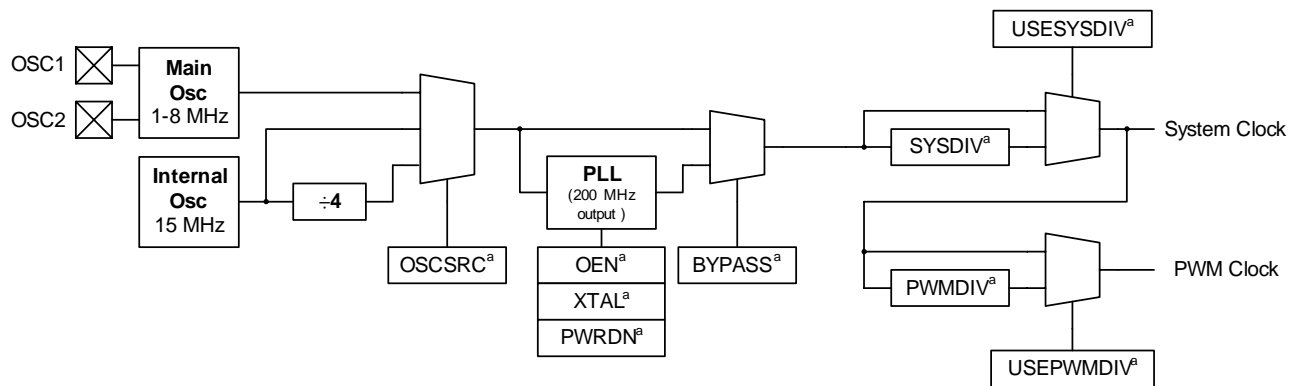 USESYSDIVᵃ
OSC1
Main
Osc
1-8 MHz
OSC2
System Clock
SYSDIVᵃ
Internal
Osc
15 MHz
÷4
PLL
(200 MHz
output )
OSCSRCᵃ
OENᵃ
XTALᵃ
PWRDNᵃ
BYPASSᵃ
PWM Clock
PWMDIVᵃ
USEPWMDIVᵃ